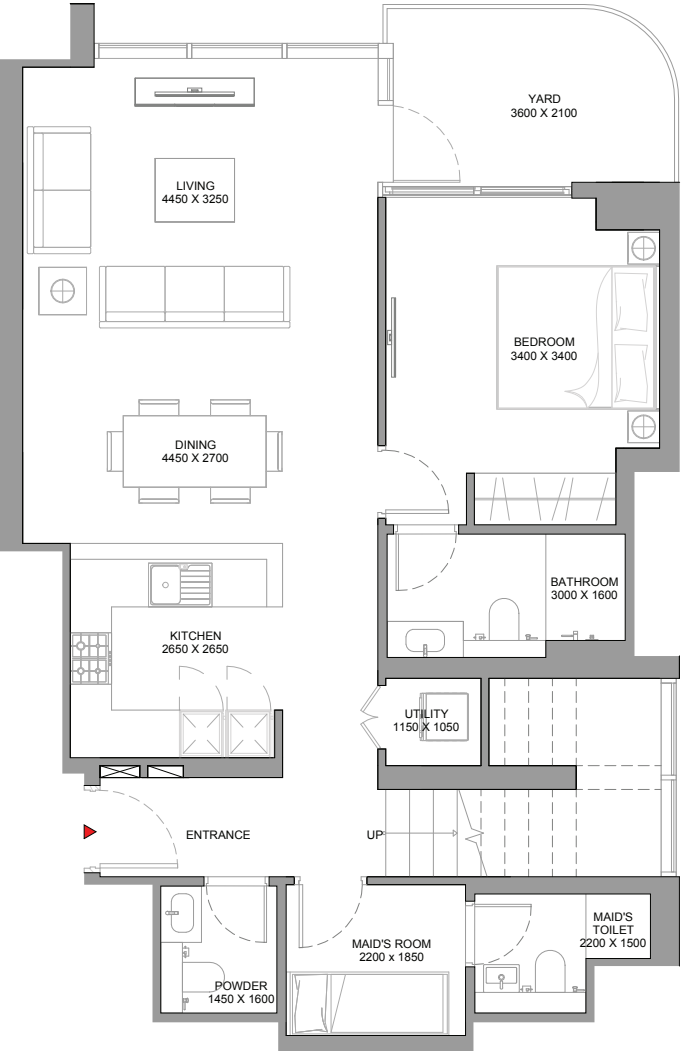 YARD
3600 X 2100
LIVING
4450 X 3250
BEDROOM
3400 X 3400
DINING
4450 X 2700
BATHROOM
3000 X 1600
KITCHEN
2650 X 2650
UTILITY
1150 X 1050
ENTRANCE
UP
MAID'S
TOILET
2200 X 1500
MAID'S ROOM
2200 x 1850
POWDER
1450 X 1600